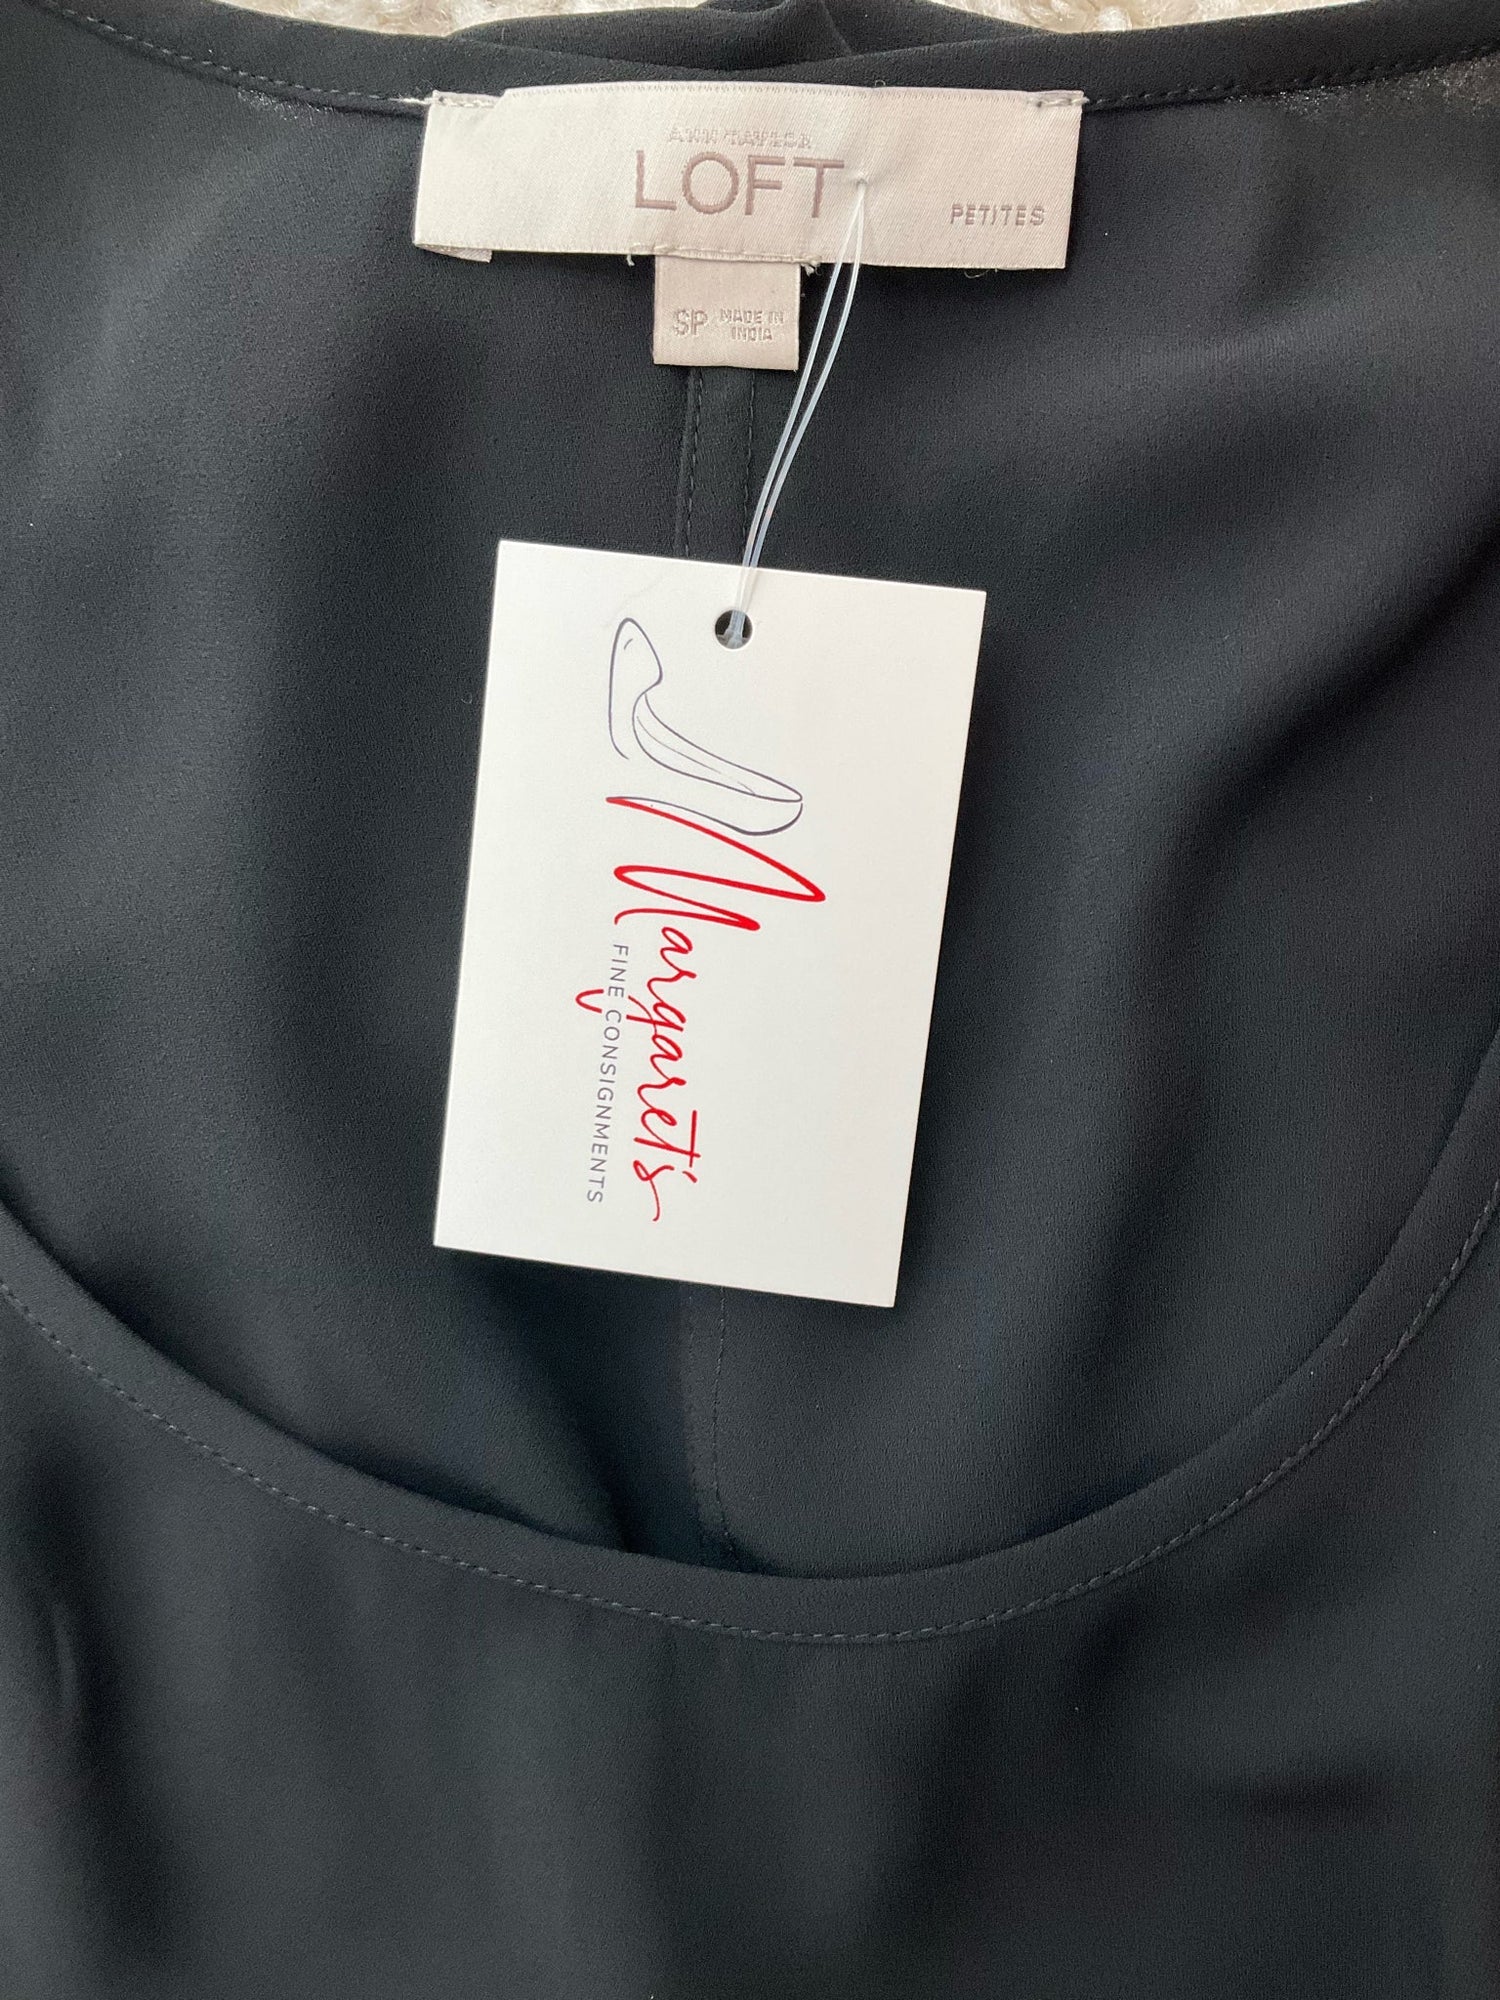 ANN TAYLOR
LOFT
PETITES
SP
MADE IN
INDIA
Margaret's
FINE CONSIGNMENTS